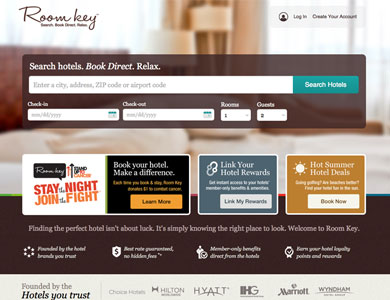 Room key
Search. Book Direct. Relax.
Log In
Create Your Account
Search hotels. Book Direct. Relax.
Enter a city, address, ZIP code or airport code
Search Hotels
Check-in
Check-out
Rooms
Guests
mm/dd/yyyy
mm/dd/yyyy
1
2
Room key
STAND UP TO CANCER
STAY THE NIGHT
JOIN THE FIGHT
Book your hotel.
Make a difference.
Each time you book & stay, Room Key
donates $1 to combat cancer.
Learn More
Link Your
Hotel Rewards
Get instant access to your hotels'
member-only benefits & amenities.
Link My Rewards
Hot Summer
Hotel Deals
Going golfing? Are beaches better?
Find your hotel fun in the sun.
Book Now
Finding the perfect hotel isn't about luck. It's simply knowing the right place to look. Welcome to Room Key.
Founded by the hotel
brands you trust
Best rate guaranteed,
no hidden fees
Member-only benefits
direct from the hotels
Earn your hotel loyalty
points and rewards
Founded by the
Hotels you trust
Choice Hotels
HILTON
WORLDWIDE
HYATT
IHG
Marriott
WYNDHAM
HOTEL GROUP